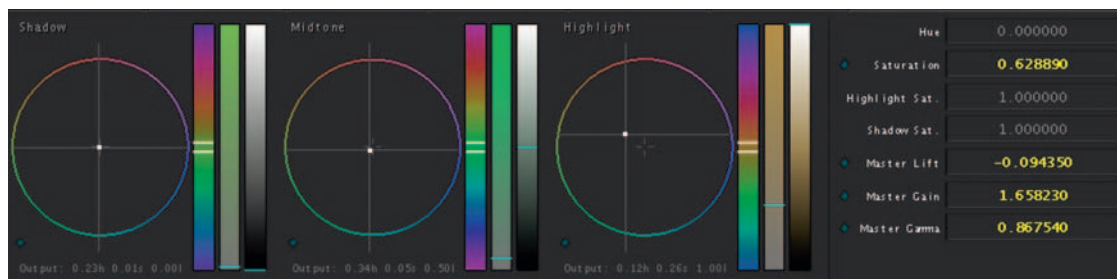 Shadow
Midtone
Highlight
Output: 0.23h 0.01s 0.00l
Output: 0.34h 0.05s 0.50l
Output: 0.12h 0.26s 1.00l
Hue 0.000000
Saturation 0.628890
Highlight Sat. 1.000000
Shadow Sat. 1.000000
Master Lift -0.094350
Master Gain 1.658230
Master Gamma 0.867540